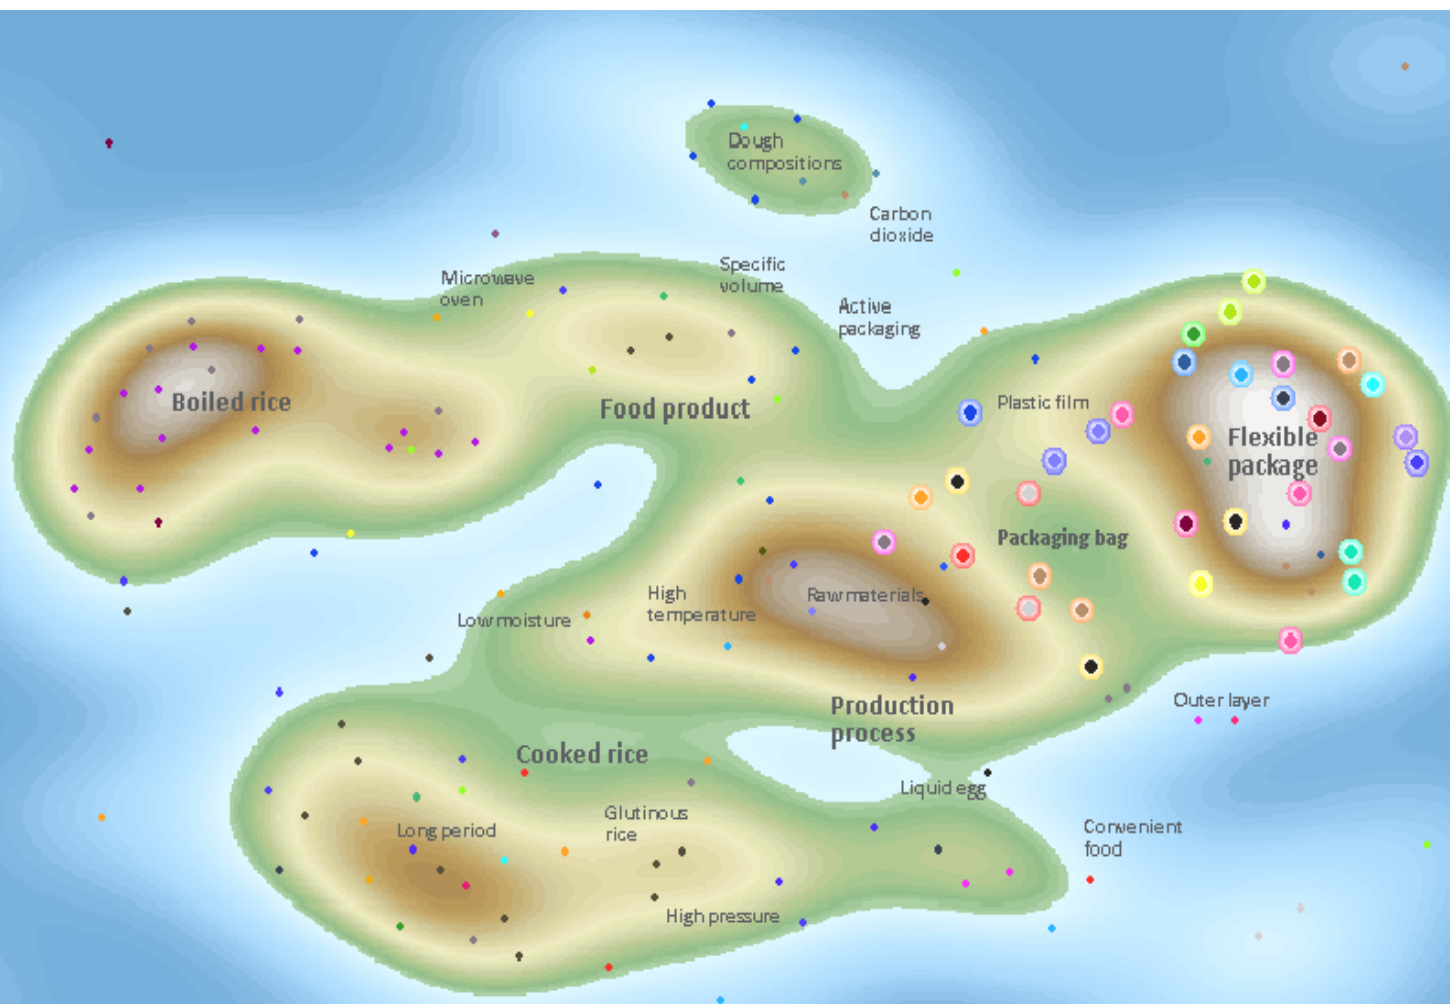 Dough
compositions
Carbon
dioxide
Microwave
oven
Specific
volume
Active
packaging
Boiled rice
Food product
Plastic film
Flexible
package
Packaging bag
High
temperature
Raw materials
Low moisture
Production
process
Outer layer
Cooked rice
Liquid egg
Long period
Glutinous
rice
Convenient
food
High pressure